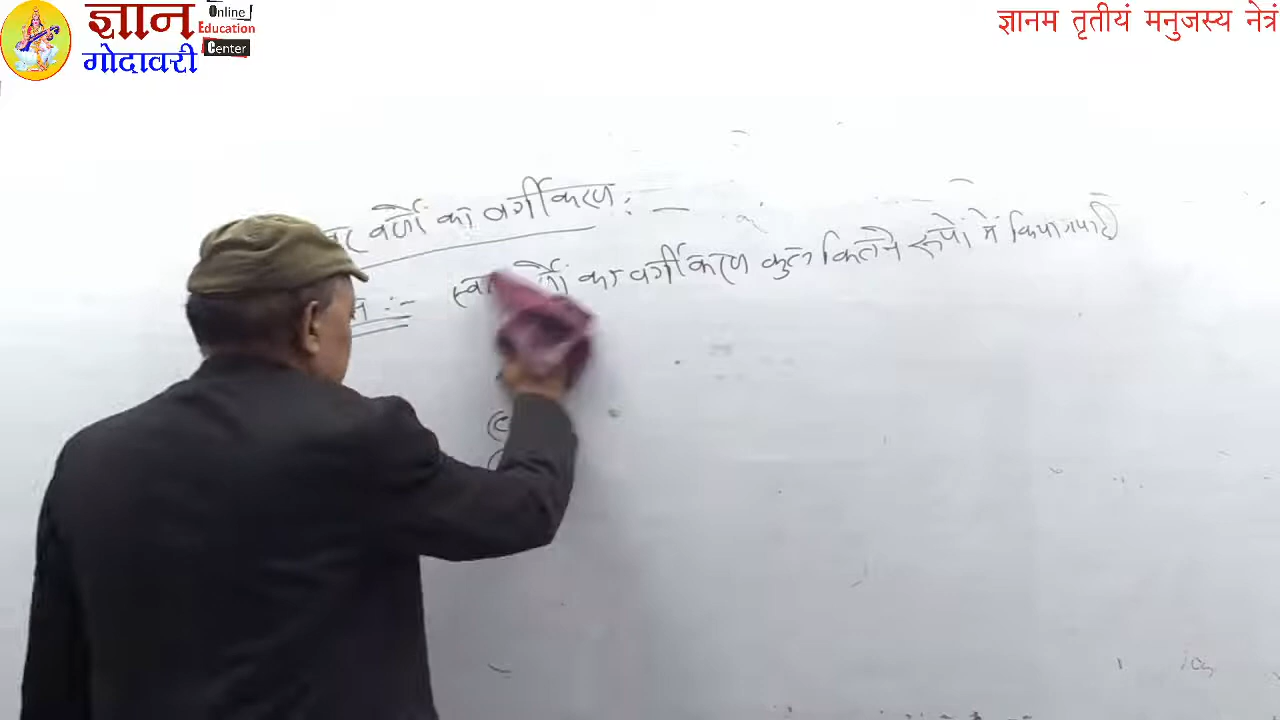 ज्ञान
गोदावरी
Online
Education
Center
ज्ञानम तृतीयं मनुजस्य नेत्रं
वर्णों का वर्गीकरण :-
:- का वर्गीकरण कुल कितने रूपों में किया गया है
(c)